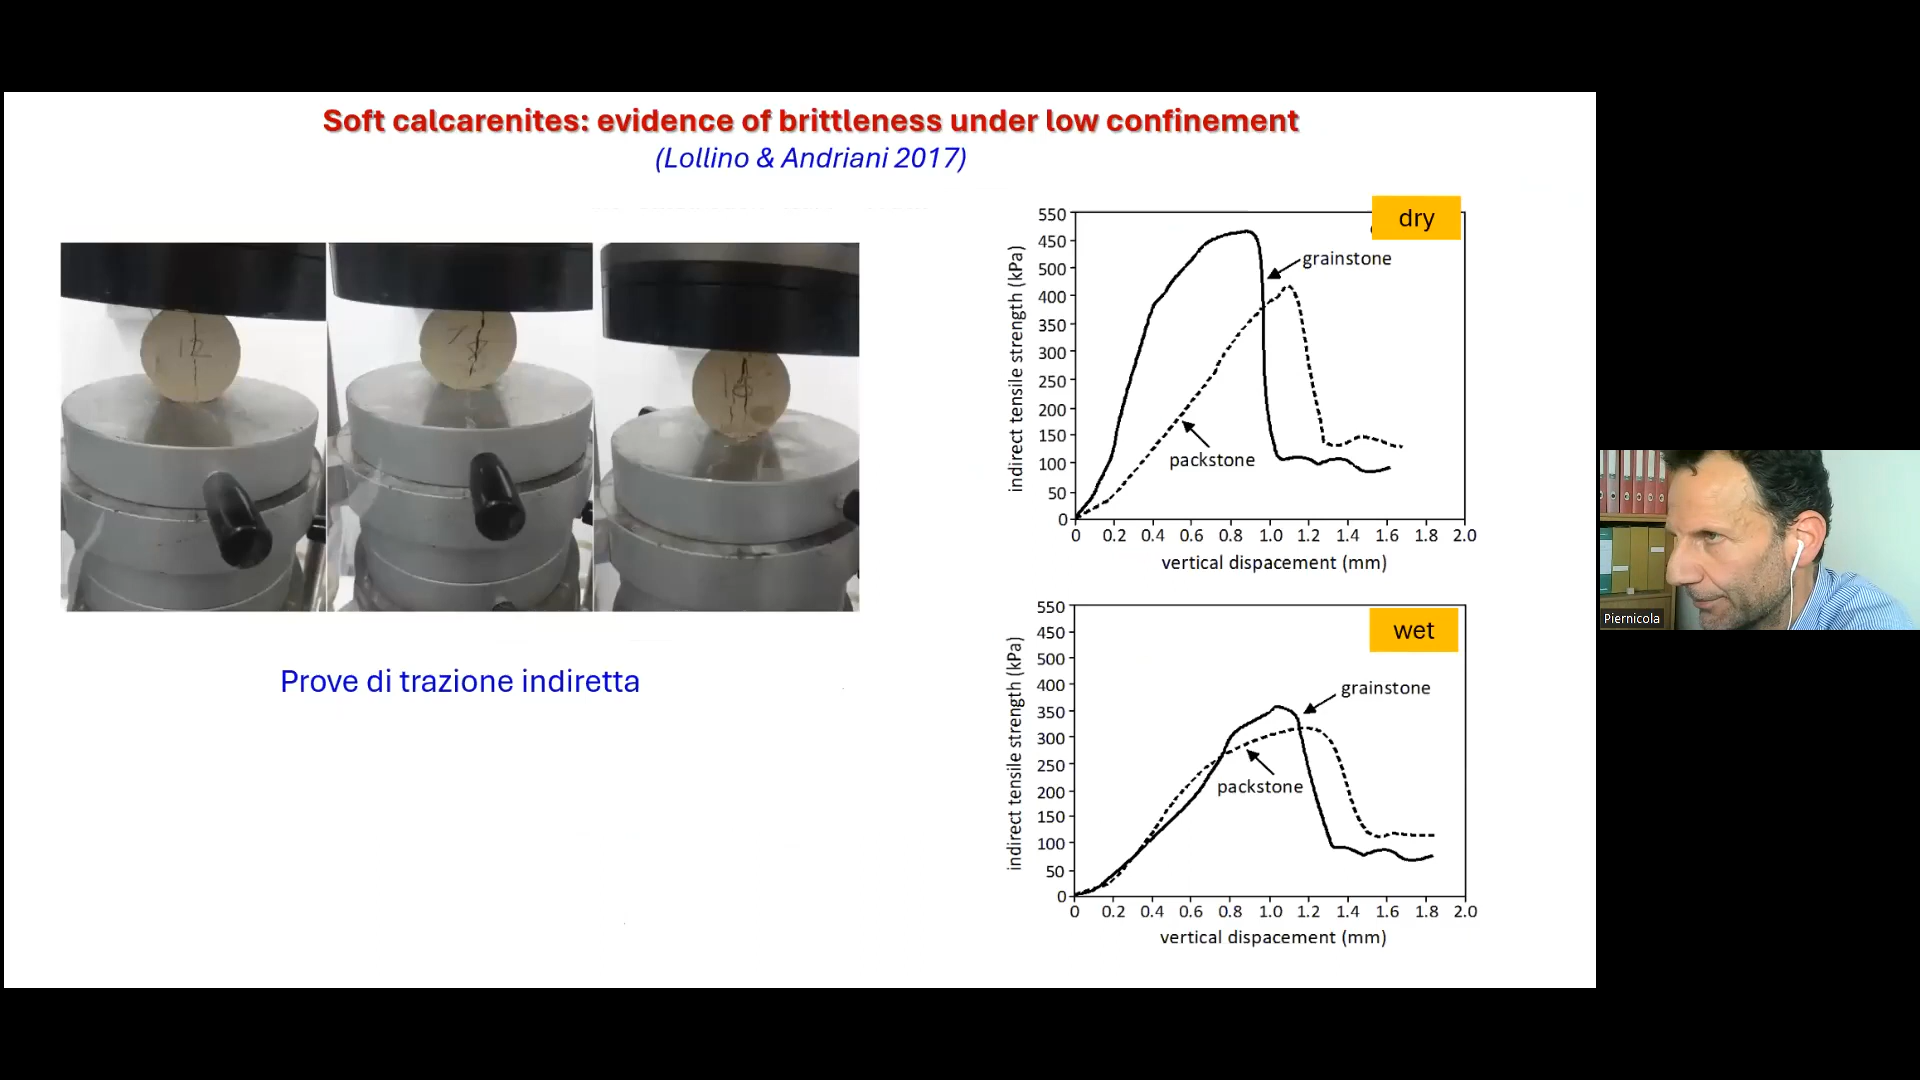 Soft calcarenites: evidence of brittleness under low confinement
(Lollino & Andriani 2017)
12
Prove di trazione indiretta
dry
550
450
500
400
350
300
250
200
150
100
50
0
indirect tensile strength (kPa)
grainstone
packstone
0 0.2 0.4 0.6 0.8 1.0 1.2 1.4 1.6 1.8 2.0
vertical dispacement (mm)
wet
550
450
500
400
350
300
250
200
150
100
50
0
indirect tensile strength (kPa)
grainstone
packstone
0 0.2 0.4 0.6 0.8 1.0 1.2 1.4 1.6 1.8 2.0
vertical dispacement (mm)
Piernicola